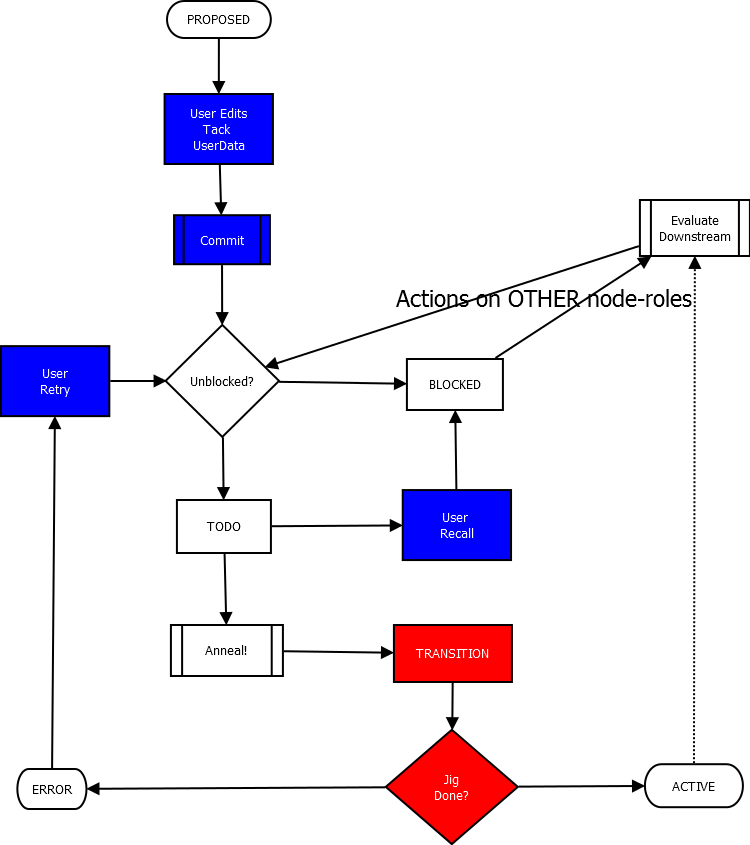 PROPOSED
User Edits
Tack
UserData
Commit
Evaluate
Downstream
Actions on OTHER node-roles
User
Retry
Unblocked?
BLOCKED
TODO
User
Recall
Anneal!
TRANSITION
Jig
Done?
ERROR
ACTIVE